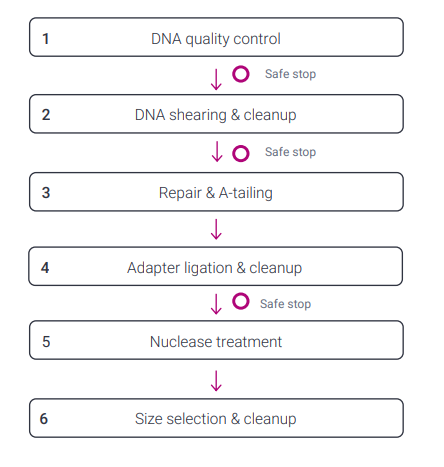 1 DNA quality control
Safe stop
2 DNA shearing & cleanup
Safe stop
3 Repair & A-tailing
4 Adapter ligation & cleanup
Safe stop
5 Nuclease treatment
6 Size selection & cleanup